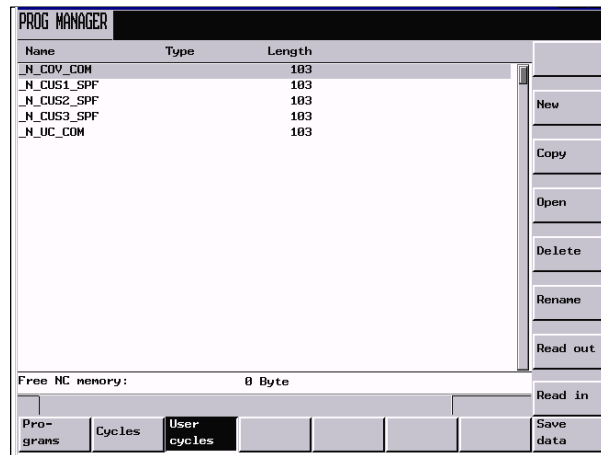 PROG MANAGER
Name Type Length
_N_COV_COM 103
_N_CUS1_SPF 103
_N_CUS2_SPF 103
_N_CUS3_SPF 103
_N_UC_COM 103
New
Copy
Open
Delete
Rename
Read out
Free NC memory: 0 Byte
Read in
Pro-
grams
Cycles
User
cycles
Save
data